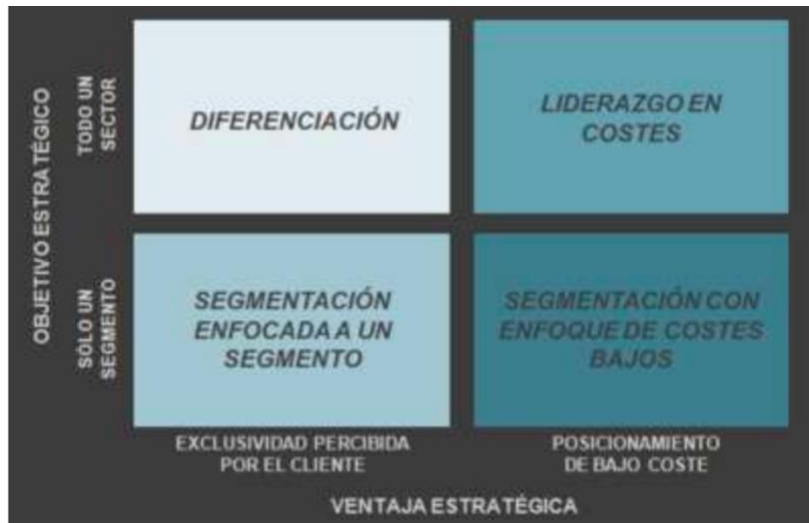 OBJETIVO ESTRATÉGICO
TODO UN
SECTOR
DIFERENCIACIÓN
LIDERAZGO EN
COSTES
SÓLO UN
SEGMENTO
SEGMENTACIÓN
ENFOCADA A UN
SEGMENTO
SEGMENTACIÓN CON
ENFOQUE DE COSTES
BAJOS
EXCLUSIVIDAD PERCIBIDA
POR EL CLIENTE
POSICIONAMIENTO
DE BAJO COSTE
VENTAJA ESTRATÉGICA